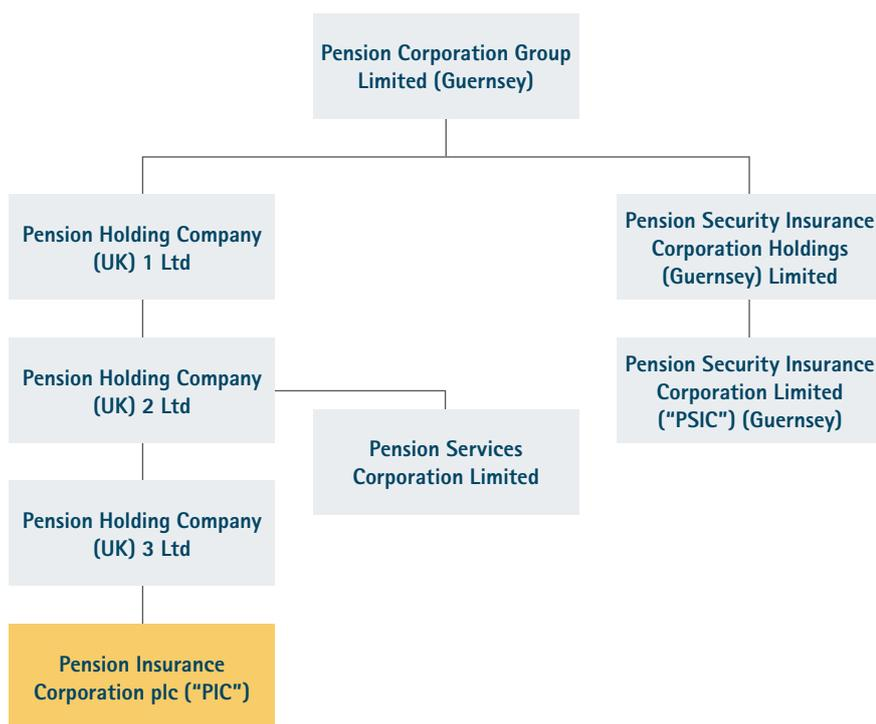 Pension Corporation Group
Limited (Guernsey)
Pension Holding Company
(UK) 1 Ltd
Pension Security Insurance
Corporation Holdings
(Guernsey) Limited
Pension Holding Company
(UK) 2 Ltd
Pension Security Insurance
Corporation Limited
(“PSIC”) (Guernsey)
Pension Services
Corporation Limited
Pension Holding Company
(UK) 3 Ltd
Pension Insurance
Corporation plc (“PIC”)